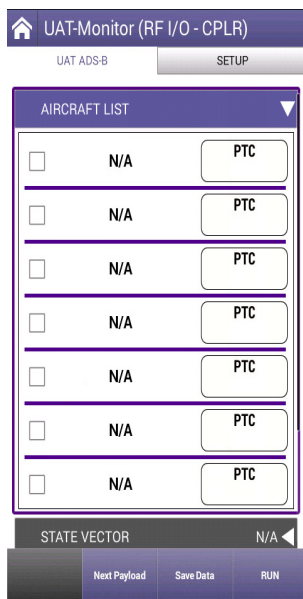 UAT-Monitor (RF I/O - CPLR)
UAT ADS-B SETUP
AIRCRAFT LIST
N/A PTC
N/A PTC
N/A PTC
N/A PTC
N/A PTC
N/A PTC
N/A PTC
STATE VECTOR N/A
Next Payload Save Data RUN